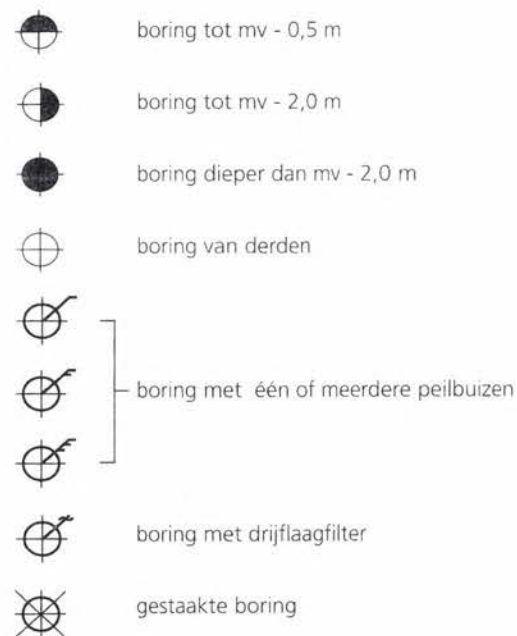 boring tot mv - 0,5 m
boring tot mv - 2,0 m
boring dieper dan mv - 2,0 m
boring van derden
boring met één of meerdere peilbuizen
boring met drijflaagfilter
gestaakte boring